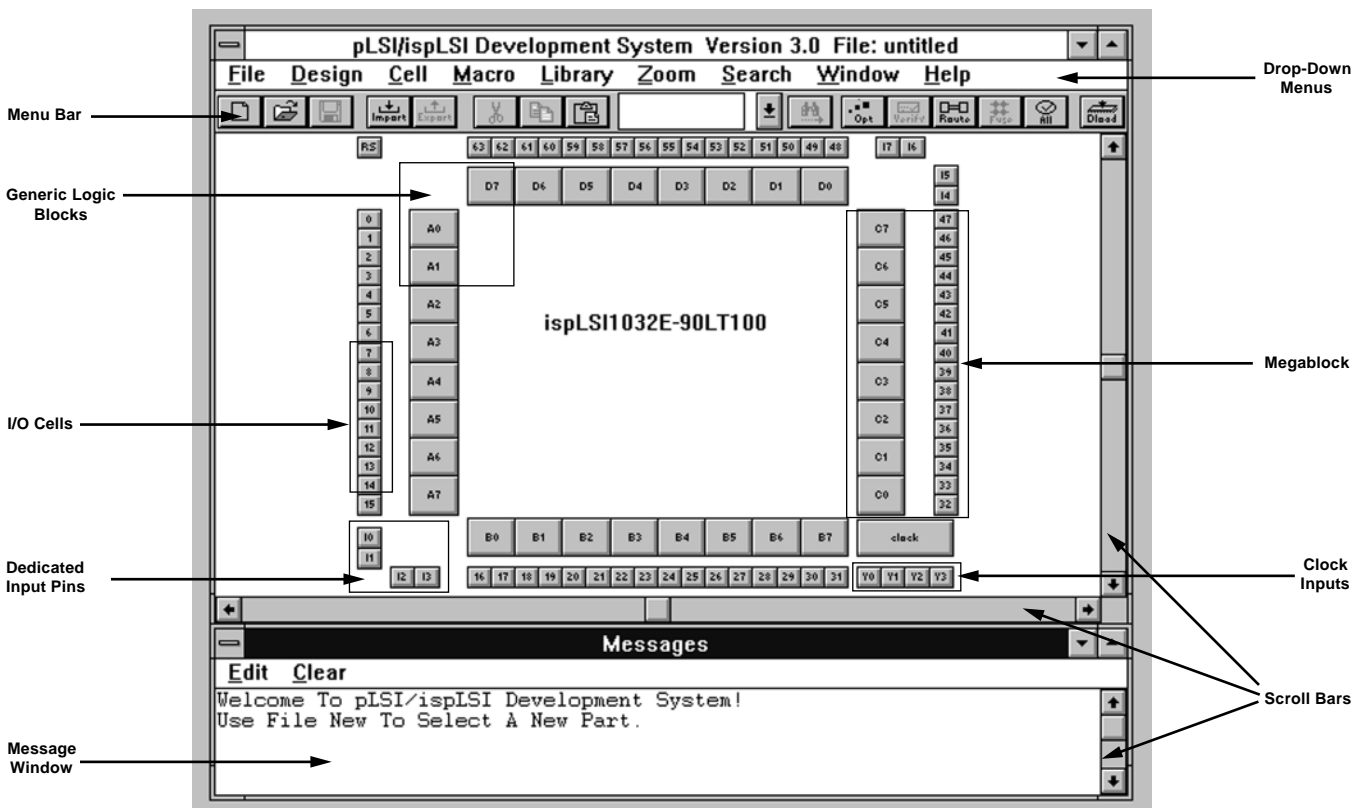 pLSI/ispLSI Development System Version 3.0 File: untitled
File Design Cell Macro Library Zoom Search Window Help
Drop-Down
Menus
Menu Bar
Import Export Opt Verify Route Fuse All Dload
RS 63 62 61 60 59 58 57 56 55 54 53 52 51 50 49 48 I7 I6
Generic Logic
Blocks
D7 D6 D5 D4 D3 D2 D1 D0
I5
I4
0
1
2
3
4
5
6
7
8
9
10
11
12
13
14
15
A0
A1
A2
A3
A4
A5
A6
A7
ispLSI1032E-90LT100
C7
C6
C5
C4
C3
C2
C1
C0
47
46
45
44
43
42
41
40
39
38
37
36
35
34
33
32
Megablock
I/O Cells
I0
I1
I2 I3
B0 B1 B2 B3 B4 B5 B6 B7 clock
Dedicated
Input Pins
16 17 18 19 20 21 22 23 24 25 26 27 28 29 30 31 Y0 Y1 Y2 Y3
Clock
Inputs
Messages
Edit Clear
Welcome To pLSI/ispLSI Development System!
Use File New To Select A New Part.
Scroll Bars
Message
Window